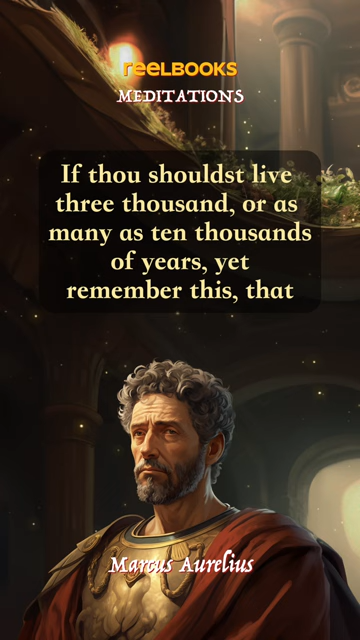 reelbooks
MEDITATIONS
If thou shouldst live
three thousand, or as
many as ten thousands
of years, yet
remember this, that
Marcus Aurelius